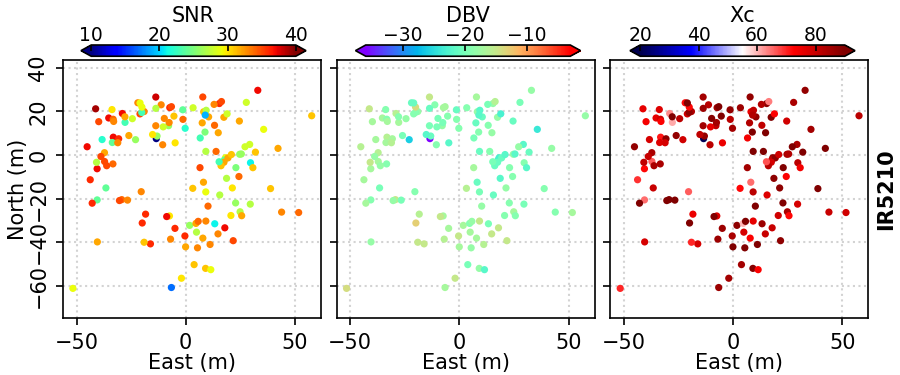 SNR DBV Xc
10 20 30 40 −30 −20 −10 20 40 60 80
40
20
0
−20
−40
−60
North (m)
IR5210
−50 0 50 −50 0 50 −50 0 50
East (m) East (m) East (m)